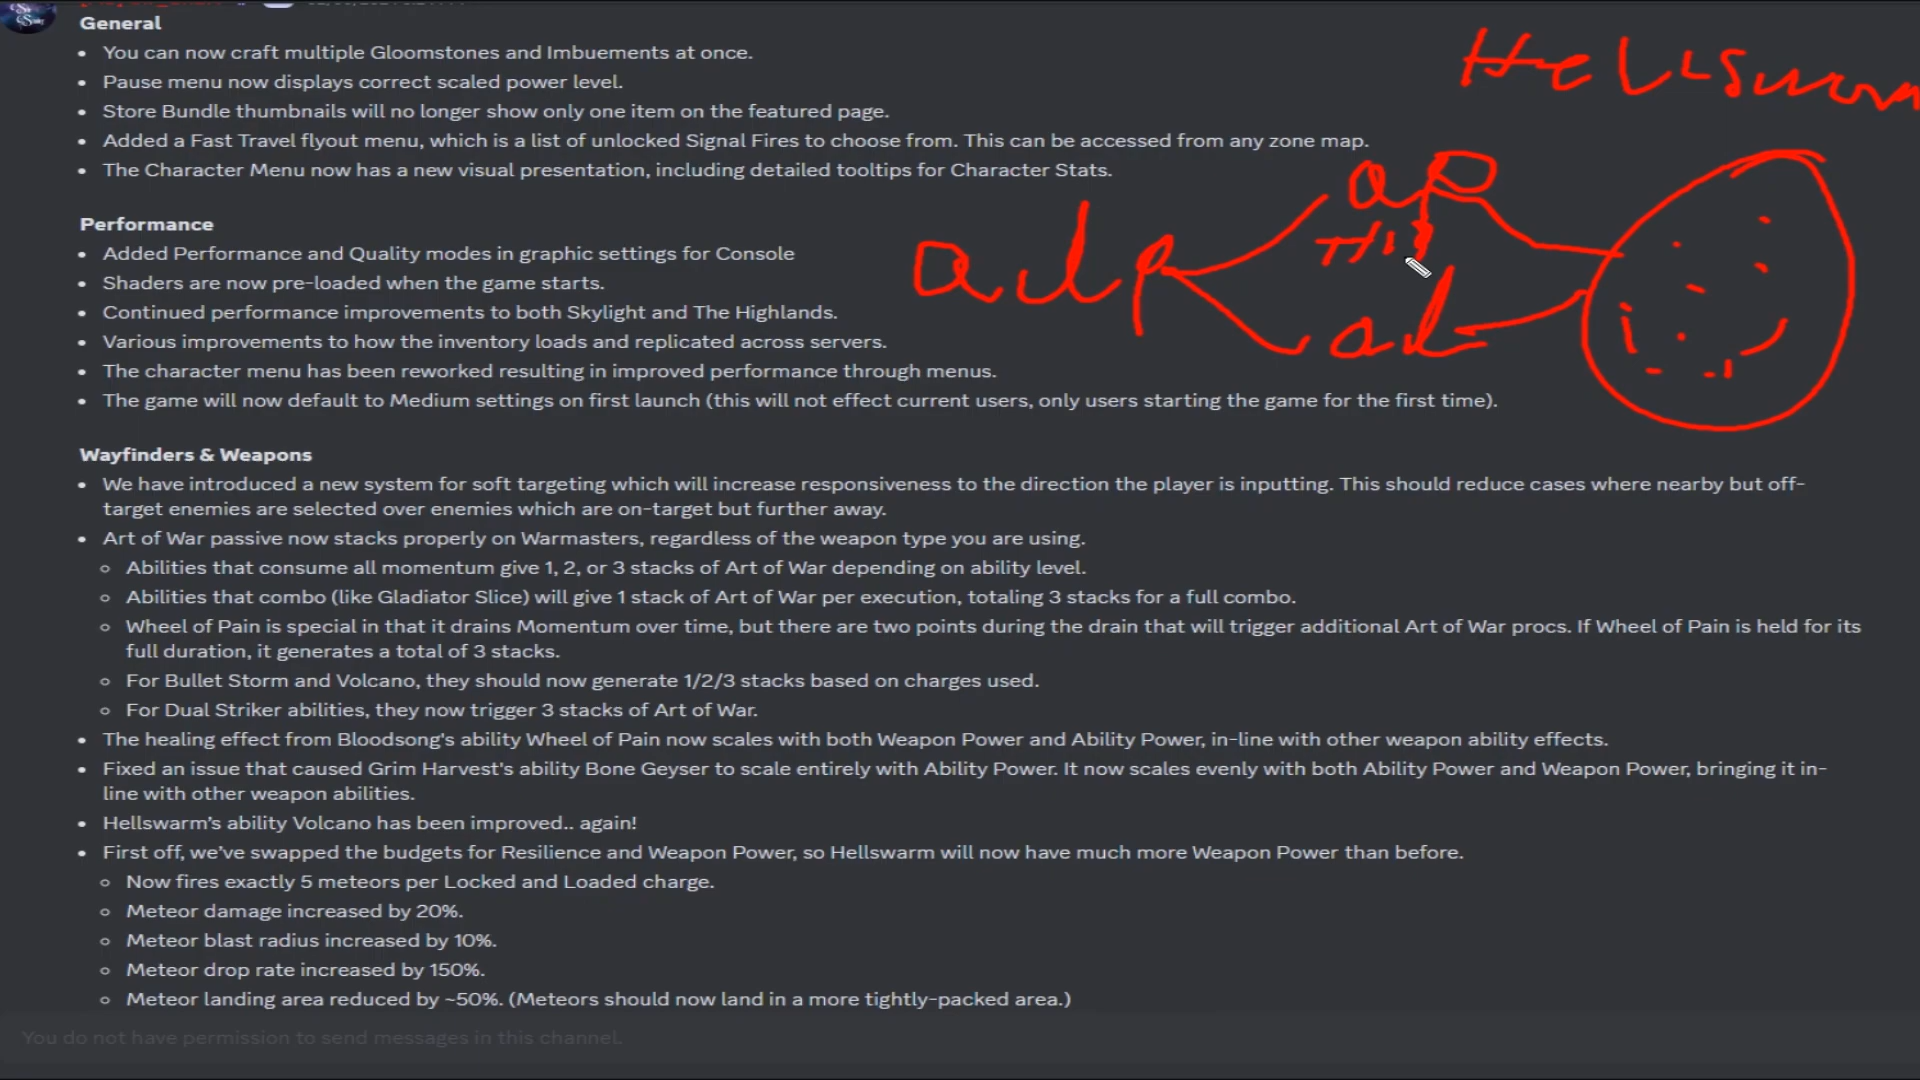 General
• You can now craft multiple Gloomstones and Imbuements at once.
• Pause menu now displays correct scaled power level.
• Store Bundle thumbnails will no longer show only one item on the featured page.
• Added a Fast Travel flyout menu, which is a list of unlocked Signal Fires to choose from. This can be accessed from any zone map.
• The Character Menu now has a new visual presentation, including detailed tooltips for Character Stats.
Hellswarm
ap
adp
ad
Performance
• Added Performance and Quality modes in graphic settings for Console
• Shaders are now pre-loaded when the game starts.
• Continued performance improvements to both Skylight and The Highlands.
• Various improvements to how the inventory loads and replicated across servers.
• The character menu has been reworked resulting in improved performance through menus.
• The game will now default to Medium settings on first launch (this will not effect current users, only users starting the game for the first time).
Wayfinders & Weapons
• We have introduced a new system for soft targeting which will increase responsiveness to the direction the player is inputting. This should reduce cases where nearby but off-
target enemies are selected over enemies which are on-target but further away.
• Art of War passive now stacks properly on Warmasters, regardless of the weapon type you are using.
◦ Abilities that consume all momentum give 1, 2, or 3 stacks of Art of War depending on ability level.
◦ Abilities that combo (like Gladiator Slice) will give 1 stack of Art of War per execution, totaling 3 stacks for a full combo.
◦ Wheel of Pain is special in that it drains Momentum over time, but there are two points during the drain that will trigger additional Art of War procs. If Wheel of Pain is held for its
full duration, it generates a total of 3 stacks.
◦ For Bullet Storm and Volcano, they should now generate 1/2/3 stacks based on charges used.
◦ For Dual Striker abilities, they now trigger 3 stacks of Art of War.
• The healing effect from Bloodsong's ability Wheel of Pain now scales with both Weapon Power and Ability Power, in-line with other weapon ability effects.
• Fixed an issue that caused Grim Harvest's ability Bone Geyser to scale entirely with Ability Power. It now scales evenly with both Ability Power and Weapon Power, bringing it in-
line with other weapon abilities.
• Hellswarm’s ability Volcano has been improved.. again!
• First off, we’ve swapped the budgets for Resilience and Weapon Power, so Hellswarm will now have much more Weapon Power than before.
◦ Now fires exactly 5 meteors per Locked and Loaded charge.
◦ Meteor damage increased by 20%.
◦ Meteor blast radius increased by 10%.
◦ Meteor drop rate increased by 150%.
◦ Meteor landing area reduced by ~50%. (Meteors should now land in a more tightly-packed area.)
You do not have permission to send messages in this channel.